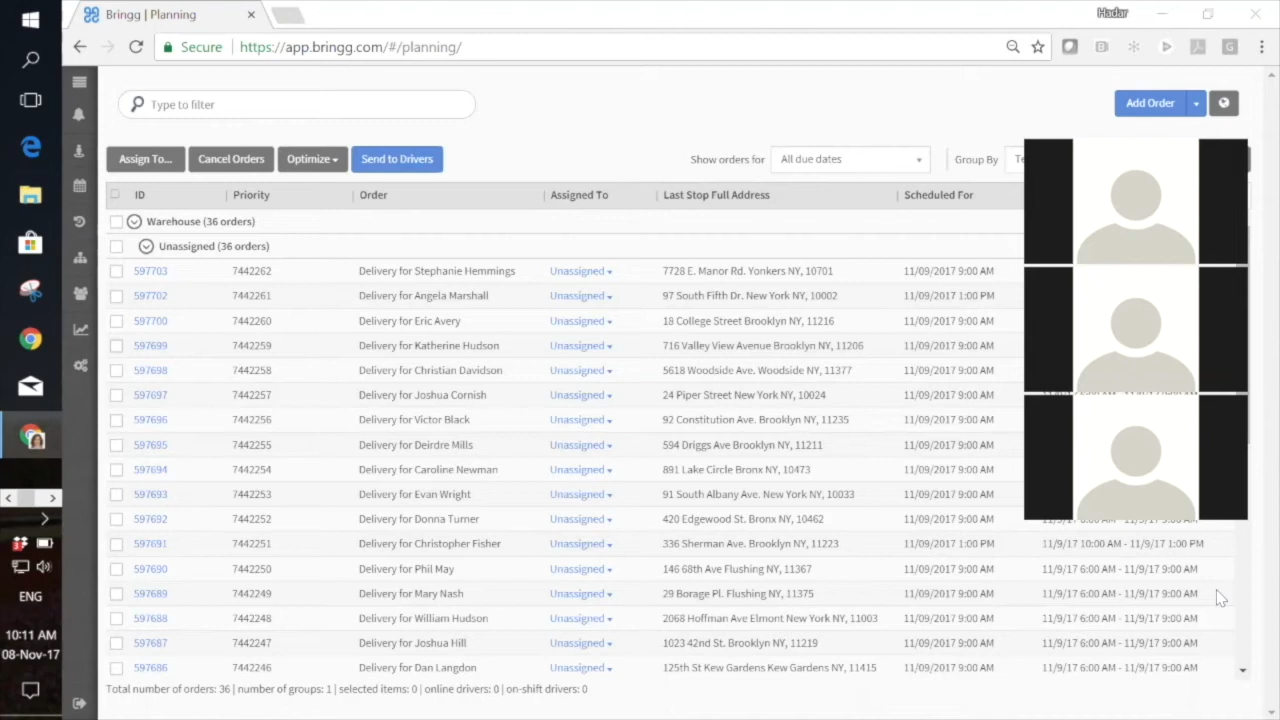 Bringg | Planning
Hadar
Secure https://app.bringg.com/#/planning/
Type to filter
Add Order
Assign To... Cancel Orders Optimize Send to Drivers Show orders for All due dates Group By Te
ID Priority Order Assigned To Last Stop Full Address Scheduled For
Warehouse (36 orders)
Unassigned (36 orders)
597703 7442262 Delivery for Stephanie Hemmings Unassigned 7728 E. Manor Rd. Yonkers NY, 10701 11/09/2017 9:00 AM
597702 7442261 Delivery for Angela Marshall Unassigned 97 South Fifth Dr. New York NY, 10002 11/09/2017 1:00 PM
597700 7442260 Delivery for Eric Avery Unassigned 18 College Street Brooklyn NY, 11216 11/09/2017 9:00 AM
597699 7442259 Delivery for Katherine Hudson Unassigned 716 Valley View Avenue Brooklyn NY, 11206 11/09/2017 9:00 AM
597698 7442258 Delivery for Christian Davidson Unassigned 5618 Woodside Ave. Woodside NY, 11377 11/09/2017 9:00 AM
597697 7442257 Delivery for Joshua Cornish Unassigned 24 Piper Street New York NY, 10024 11/09/2017 9:00 AM
597696 7442256 Delivery for Victor Black Unassigned 92 Constitution Ave. Brooklyn NY, 11235 11/09/2017 9:00 AM
597695 7442255 Delivery for Deirdre Mills Unassigned 594 Driggs Ave Brooklyn NY, 11211 11/09/2017 9:00 AM
597694 7442254 Delivery for Caroline Newman Unassigned 891 Lake Circle Bronx NY, 10473 11/09/2017 9:00 AM
597693 7442253 Delivery for Evan Wright Unassigned 91 South Albany Ave. New York NY, 10033 11/09/2017 9:00 AM
597692 7442252 Delivery for Donna Turner Unassigned 420 Edgewood St. Bronx NY, 10462 11/09/2017 9:00 AM 11/9/17 6:00 AM - 11/9/17 9:00 AM
597691 7442251 Delivery for Christopher Fisher Unassigned 336 Sherman Ave. Brooklyn NY, 11223 11/09/2017 1:00 PM 11/9/17 10:00 AM - 11/9/17 1:00 PM
597690 7442250 Delivery for Phil May Unassigned 146 68th Ave Flushing NY, 11367 11/09/2017 9:00 AM 11/9/17 6:00 AM - 11/9/17 9:00 AM
597689 7442249 Delivery for Mary Nash Unassigned 29 Borage Pl. Flushing NY, 11375 11/09/2017 9:00 AM 11/9/17 6:00 AM - 11/9/17 9:00 AM
597688 7442248 Delivery for William Hudson Unassigned 2068 Hoffman Ave Elmont New York NY, 11003 11/09/2017 9:00 AM 11/9/17 6:00 AM - 11/9/17 9:00 AM
597687 7442247 Delivery for Joshua Hill Unassigned 1023 42nd St. Brooklyn NY, 11219 11/09/2017 9:00 AM 11/9/17 6:00 AM - 11/9/17 9:00 AM
597686 7442246 Delivery for Dan Langdon Unassigned 125th St Kew Gardens Kew Gardens NY, 11415 11/09/2017 9:00 AM 11/9/17 6:00 AM - 11/9/17 9:00 AM
Total number of orders: 36 | number of groups: 1 | selected items: 0 | online drivers: 0 | on-shift drivers: 0
ENG
10:11 AM
08-Nov-17